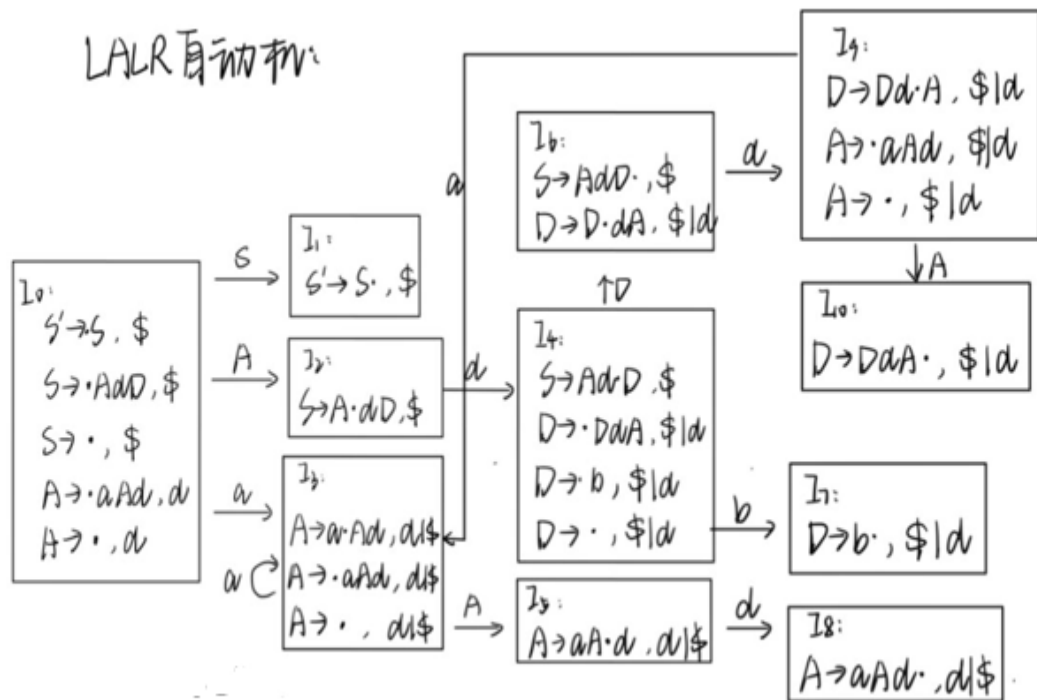 LALR自动机:
I₀:
S'→·S, $
S→·AdD, $
S→·, $
A→·aAd, d
A→·, d
S
A
a
a
I₁:
S'→S·, $
I₂:
S→A·dD, $
I₃:
A→a·Ad, d|$
A→·aAd, d|$
A→·, d|$
d
A
a
I₆:
S→AdD·, $
D→D·dA, $|d
↑D
I₄:
S→Ad·D, $
D→·DdA, $|d
D→·b, $|d
D→·, $|d
I₅:
A→aA·d, d|$
d
b
d
I₉:
D→Dd·A, $|d
A→·aAd, $|d
A→·, $|d
↓A
I₁₀:
D→DdA·, $|d
I₇:
D→b·, $|d
I8:
A→aAd·, d|$